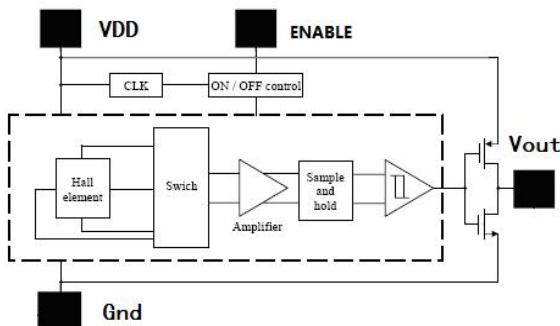 VDD
ENABLE
CLK
ON / OFF control
Vout
Hall
element
Swich
Sample
and
hold
Amplifier
Gnd